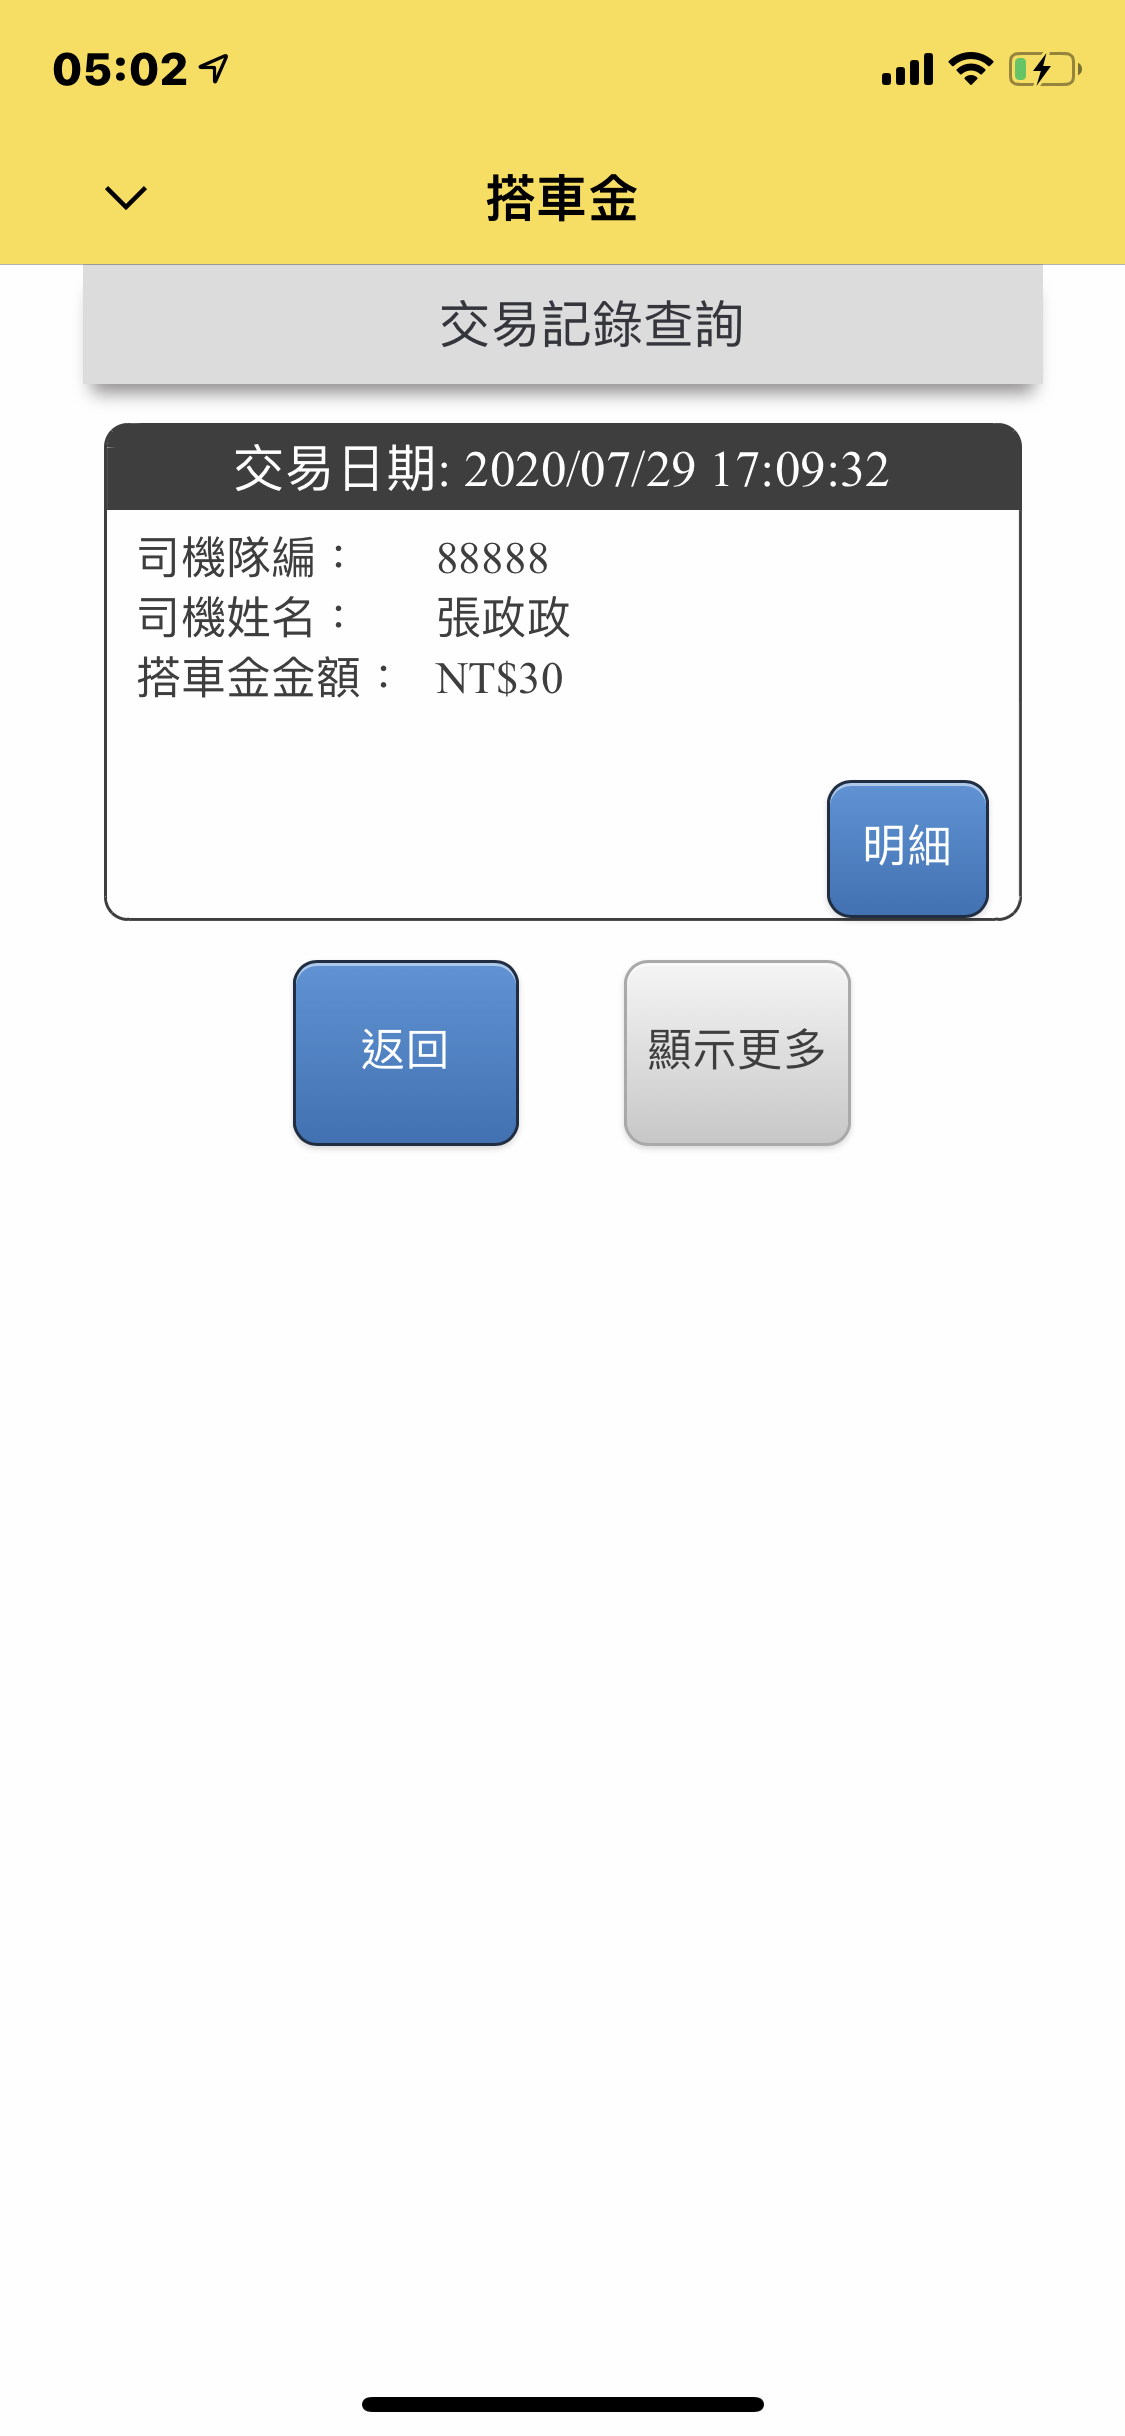 05:02
搭車金
交易記錄查詢
交易日期: 2020/07/29 17:09:32
司機隊編： 88888
司機姓名： 張政政
搭車金金額： NT$30
明細
返回 顯示更多